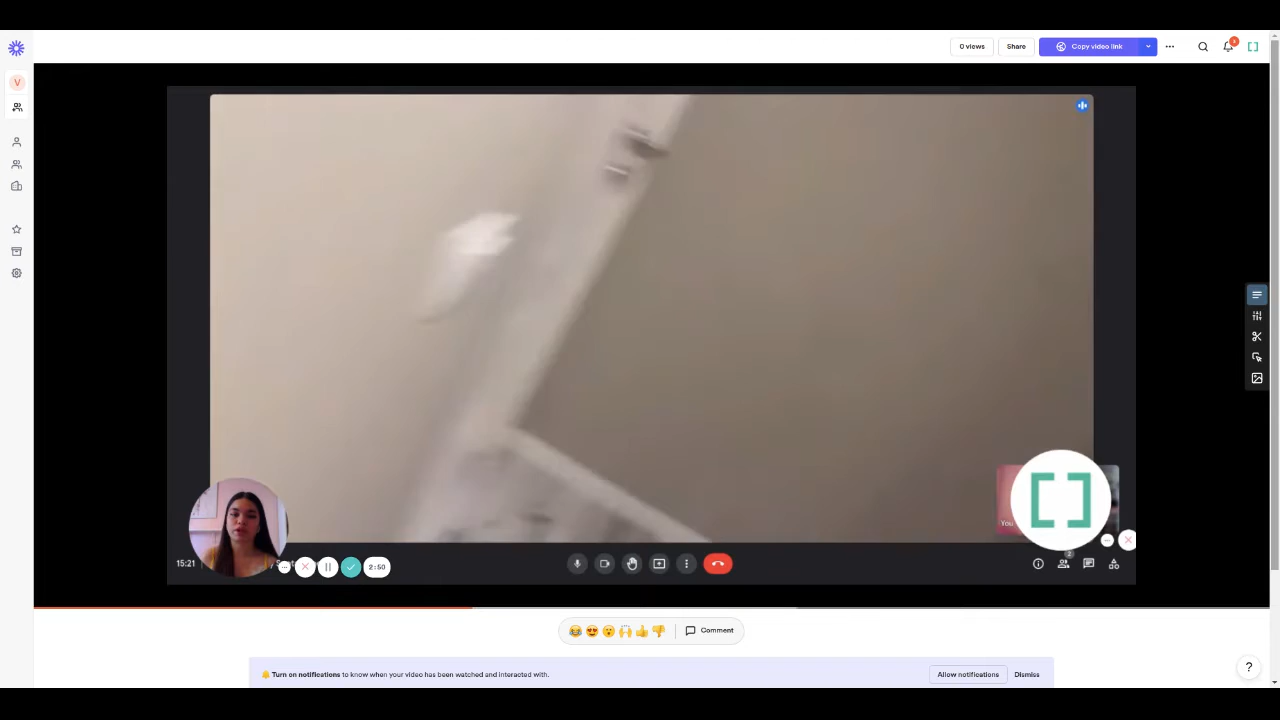 V
0 views
Share
Copy video link
You
15:21
2:50
2
Comment
Turn on notifications to know when your video has been watched and interacted with.
Allow notifications
Dismiss
?